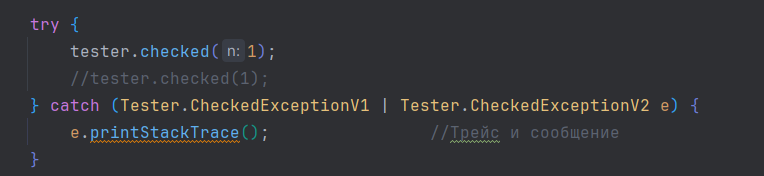 try {
tester.checked( n: 1);
//tester.checked(1);
} catch (Tester.CheckedExceptionV1 | Tester.CheckedExceptionV2 e) {
e.printStackTrace(); //Трейс и сообщение
}